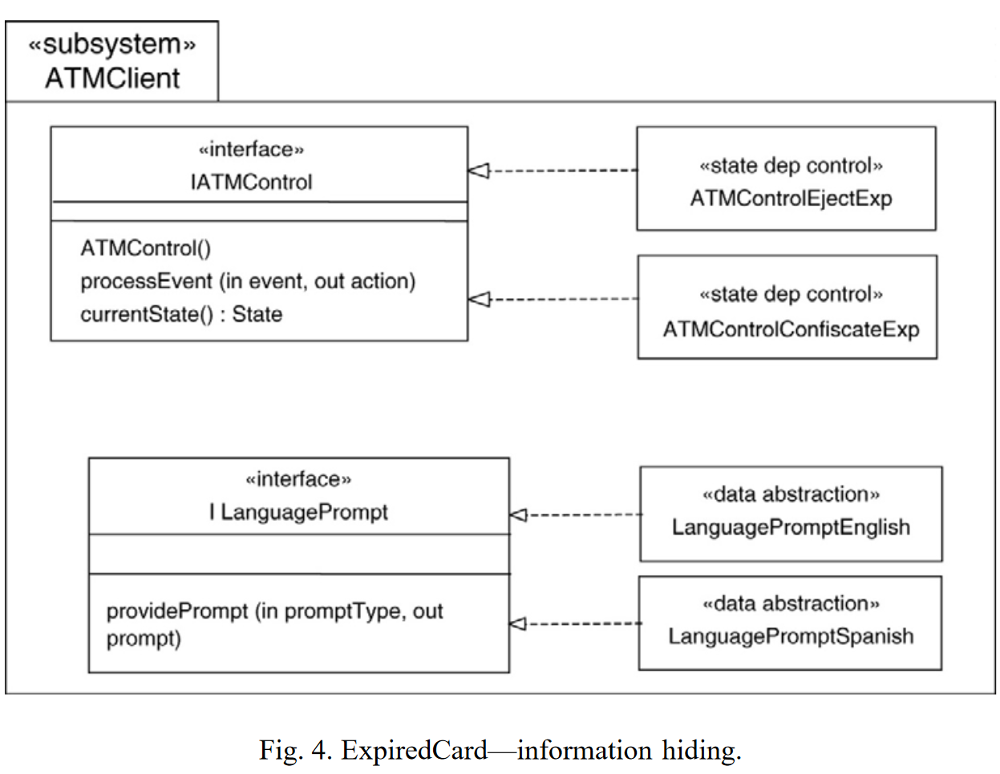 «subsystem»
ATMClient
«interface»
IATMControl
ATMControl()
processEvent (in event, out action)
currentState() : State
«state dep control»
ATMControlEjectExp
«state dep control»
ATMControlConfiscateExp
«interface»
I LanguagePrompt
providePrompt (in promptType, out
prompt)
«data abstraction»
LanguagePromptEnglish
«data abstraction»
LanguagePromptSpanish
Fig. 4. ExpiredCard—information hiding.